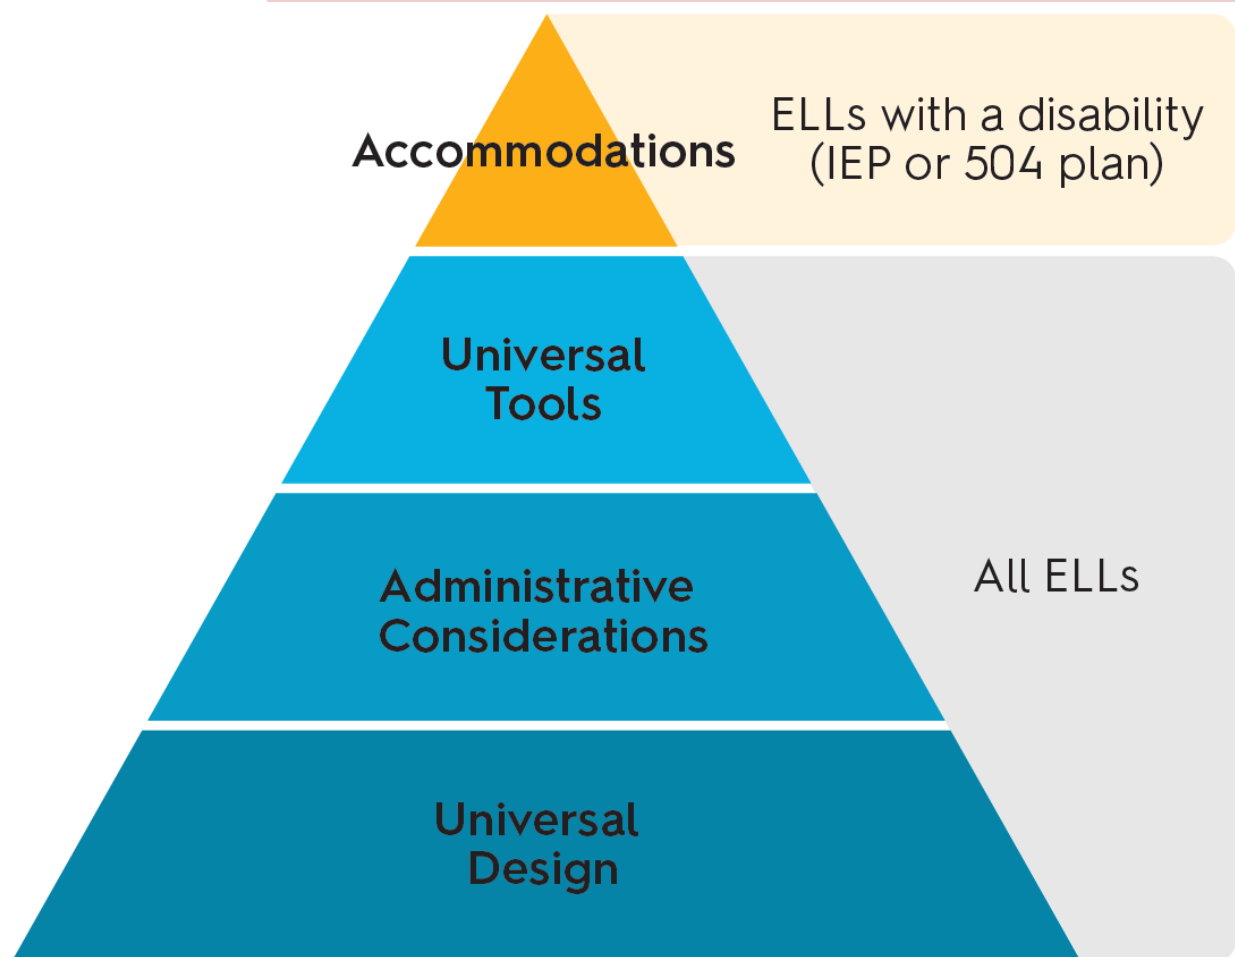 Accommodations
ELLs with a disability
(IEP or 504 plan)
Universal
Tools
Administrative
Considerations
All ELLs
Universal
Design